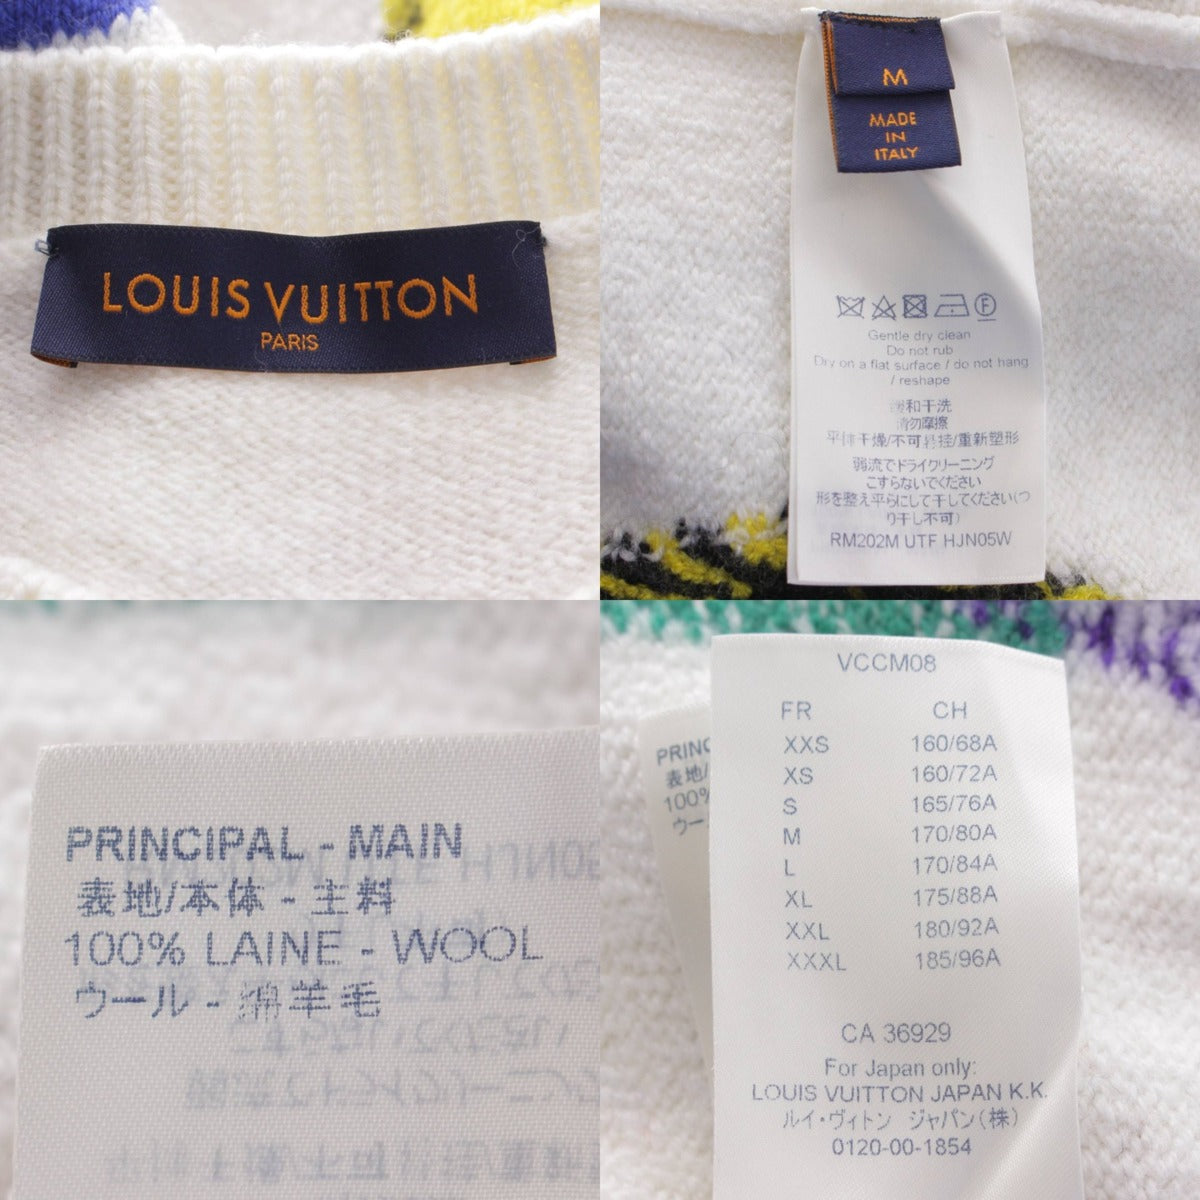 LOUIS VUITTON
PARIS
M
MADE
IN
ITALY
Gentle dry clean
Do not rub
Dry on a flat surface / do not hang
/ reshape
缓和干洗
请勿摩擦
平摊干燥/不可悬挂/重新塑形
弱流でドライクリーニング
こすらないでください
形を整え平らにして干してください(つ
り干し不可)
RM202M UTF HJN05W
PRINCIPAL - MAIN
表地/本体 - 主料
100% LAINE - WOOL
ウール - 绵羊毛
PRINC
表地/
100%
ウー
VCCM08
FR CH
XXS 160/68A
XS 160/72A
S 165/76A
M 170/80A
L 170/84A
XL 175/88A
XXL 180/92A
XXXL 185/96A
CA 36929
For Japan only:
LOUIS VUITTON JAPAN K.K.
ルイ・ヴィトン ジャパン(株)
0120-00-1854